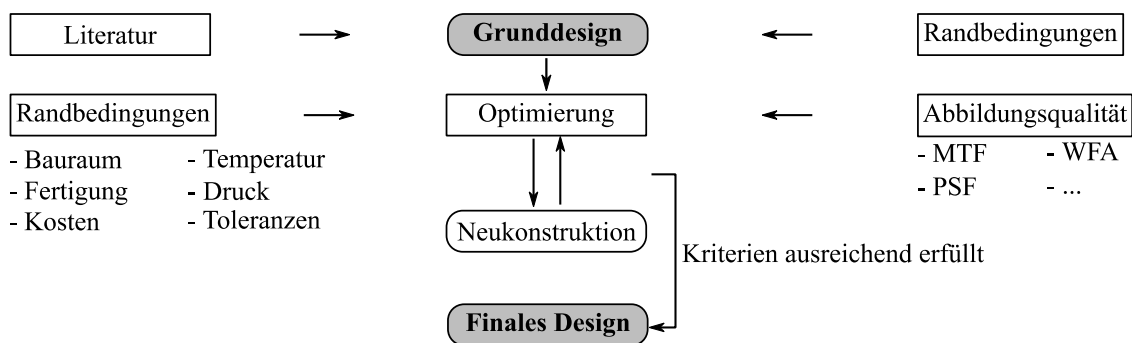 Literatur
Grunddesign
Randbedingungen
Randbedingungen
Optimierung
Abbildungsqualität
- Bauraum - Temperatur
- Fertigung - Druck
- Kosten - Toleranzen
- MTF - WFA
- PSF - ...
Neukonstruktion
Kriterien ausreichend erfüllt
Finales Design